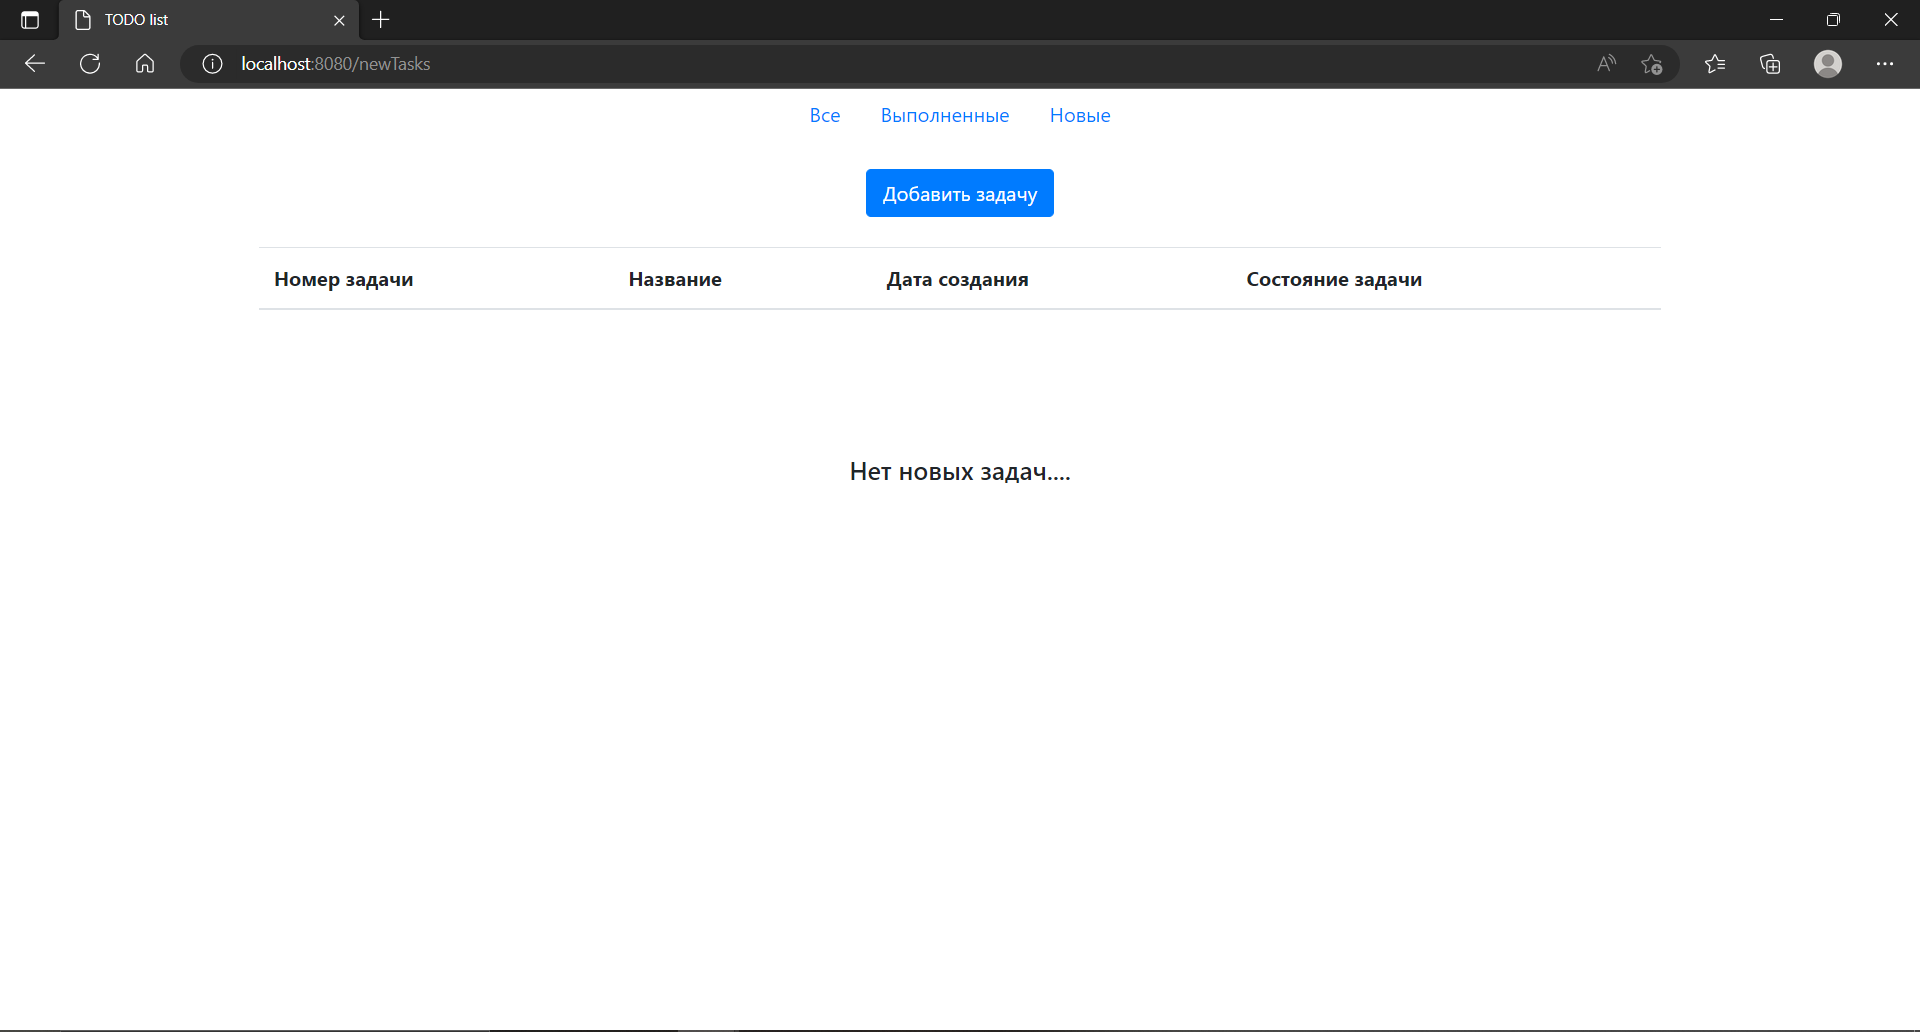 TODO list
localhost:8080/newTasks
Все Выполненные Новые
Добавить задачу
Номер задачи Название Дата создания Состояние задачи
Нет новых задач....